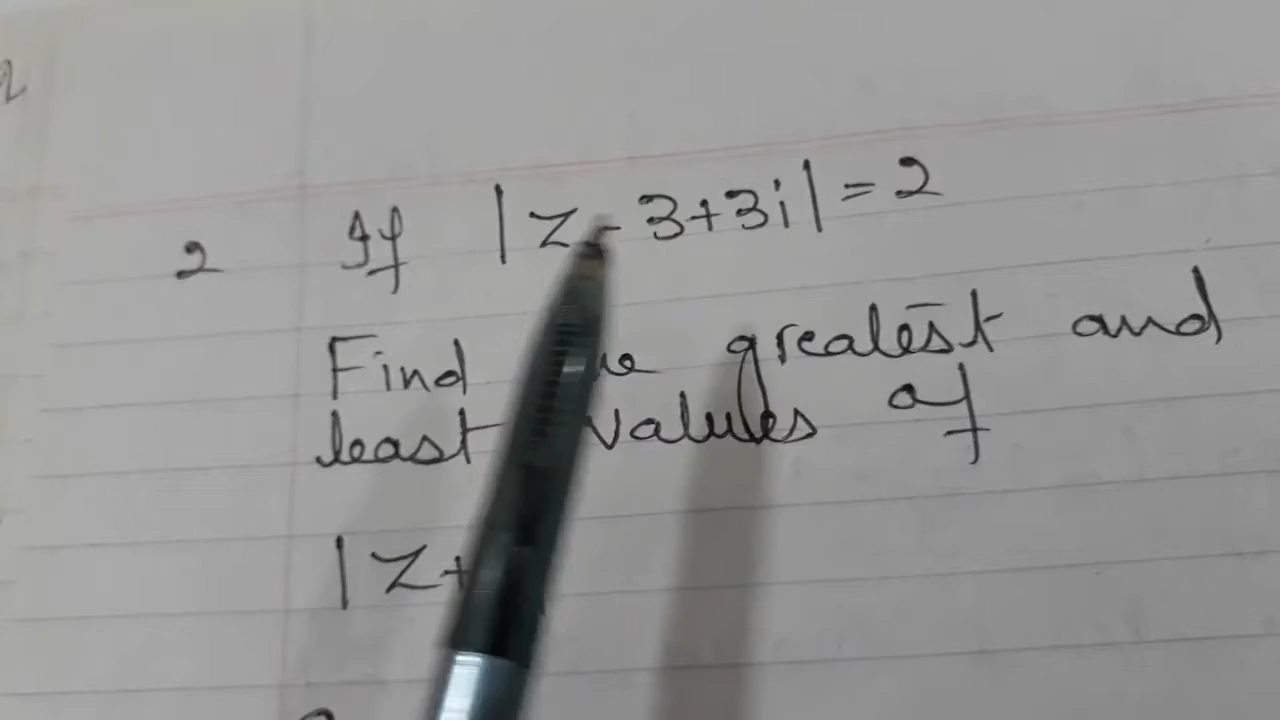 2 If |z-3+3i|=2
Find greatest and
least values of
|z+